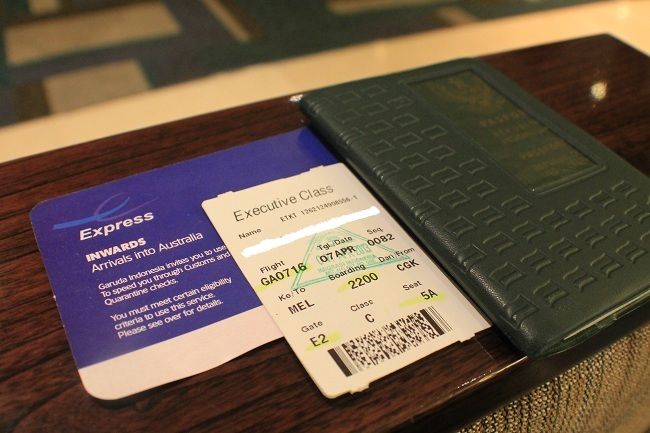 Express
INWARDS
Arrivals into Australia
Garuda Indonesia invites you to use
To speed you through Customs and
Quarantine checks.
You must meet certain eligibility
criteria to use this service.
Please see over for details.
Executive Class
ETKT 1262124908556-1
Name
Flight Tgl/Date Seq
GA0716 07APR 0082
Ke/To Boarding Dari From
MEL 2200 CGK
Gate Class Seat
E2 C 5A